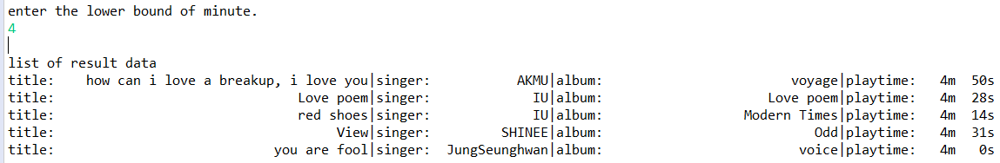 enter the lower bound of minute.
4
list of result data
title:    how can i love a breakup, i love you|singer:           AKMU|album:                        voyage|playtime:   4m  50s
title:                               Love poem|singer:             IU|album:                     Love poem|playtime:   4m  28s
title:                               red shoes|singer:             IU|album:                  Modern Times|playtime:   4m  14s
title:                                    View|singer:         SHINEE|album:                           Odd|playtime:   4m  31s
title:                            you are fool|singer:  JungSeunghwan|album:                         voice|playtime:   4m   0s